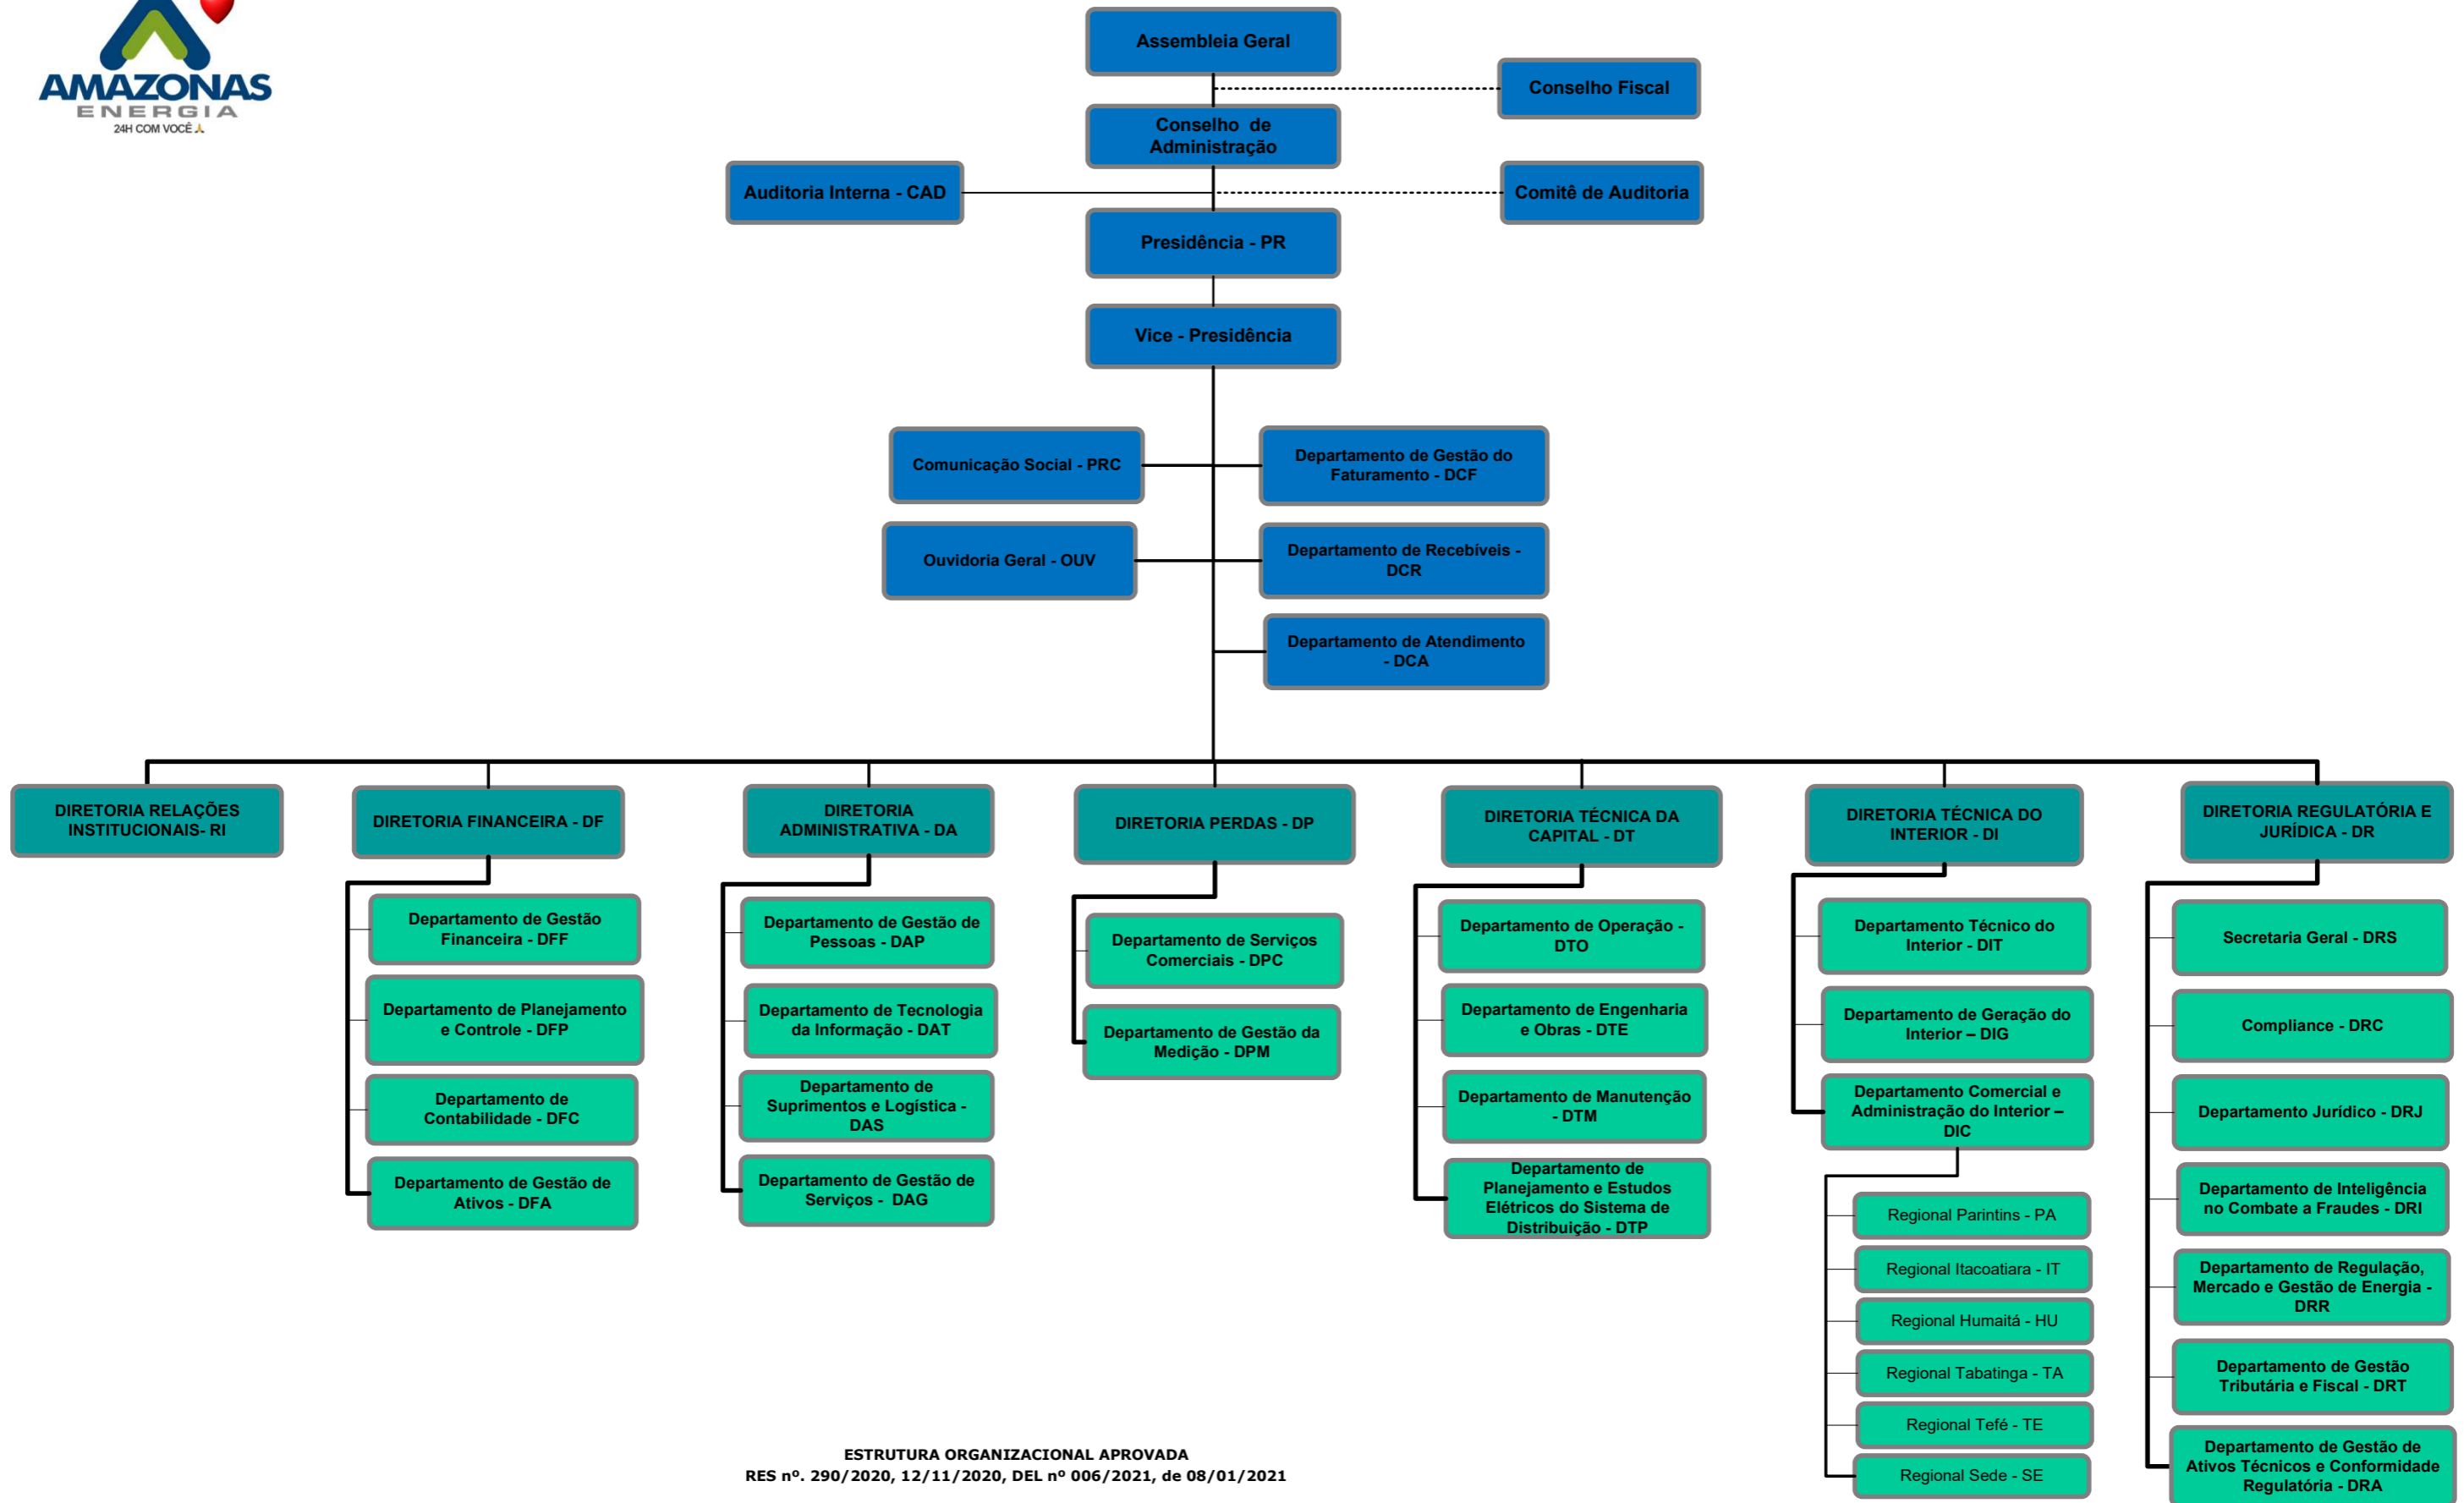 AMAZONAS
ENERGIA
24H COM VOCÊ
Assembleia Geral
Conselho Fiscal
Conselho de
Administração
Auditoria Interna - CAD
Comitê de Auditoria
Presidência - PR
Vice - Presidência
Comunicação Social - PRC
Departamento de Gestão do
Faturamento - DCF
Ouvidoria Geral - OUV
Departamento de Recebíveis -
DCR
Departamento de Atendimento
- DCA
DIRETORIA RELAÇÕES
INSTITUCIONAIS- RI
DIRETORIA FINANCEIRA - DF
Departamento de Gestão
Financeira - DFF
Departamento de Planejamento
e Controle - DFP
Departamento de
Contabilidade - DFC
Departamento de Gestão de
Ativos - DFA
DIRETORIA
ADMINISTRATIVA - DA
Departamento de Gestão de
Pessoas - DAP
Departamento de Tecnologia
da Informação - DAT
Departamento de
Suprimentos e Logística -
DAS
Departamento de Gestão de
Serviços - DAG
DIRETORIA PERDAS - DP
Departamento de Serviços
Comerciais - DPC
Departamento de Gestão da
Medição - DPM
DIRETORIA TÉCNICA DA
CAPITAL - DT
Departamento de Operação -
DTO
Departamento de Engenharia
e Obras - DTE
Departamento de Manutenção
- DTM
Departamento de
Planejamento e Estudos
Elétricos do Sistema de
Distribuição - DTP
DIRETORIA TÉCNICA DO
INTERIOR - DI
Departamento Técnico do
Interior - DIT
Departamento de Geração do
Interior – DIG
Departamento Comercial e
Administração do Interior –
DIC
Regional Parintins - PA
Regional Itacoatiara - IT
Regional Humaitá - HU
Regional Tabatinga - TA
Regional Tefé - TE
Regional Sede - SE
DIRETORIA REGULATÓRIA E
JURÍDICA - DR
Secretaria Geral - DRS
Compliance - DRC
Departamento Jurídico - DRJ
Departamento de Inteligência
no Combate a Fraudes - DRI
Departamento de Regulação,
Mercado e Gestão de Energia -
DRR
Departamento de Gestão
Tributária e Fiscal - DRT
Departamento de Gestão de
Ativos Técnicos e Conformidade
Regulatória - DRA
ESTRUTURA ORGANIZACIONAL APROVADA
RES nº. 290/2020, 12/11/2020, DEL nº 006/2021, de 08/01/2021